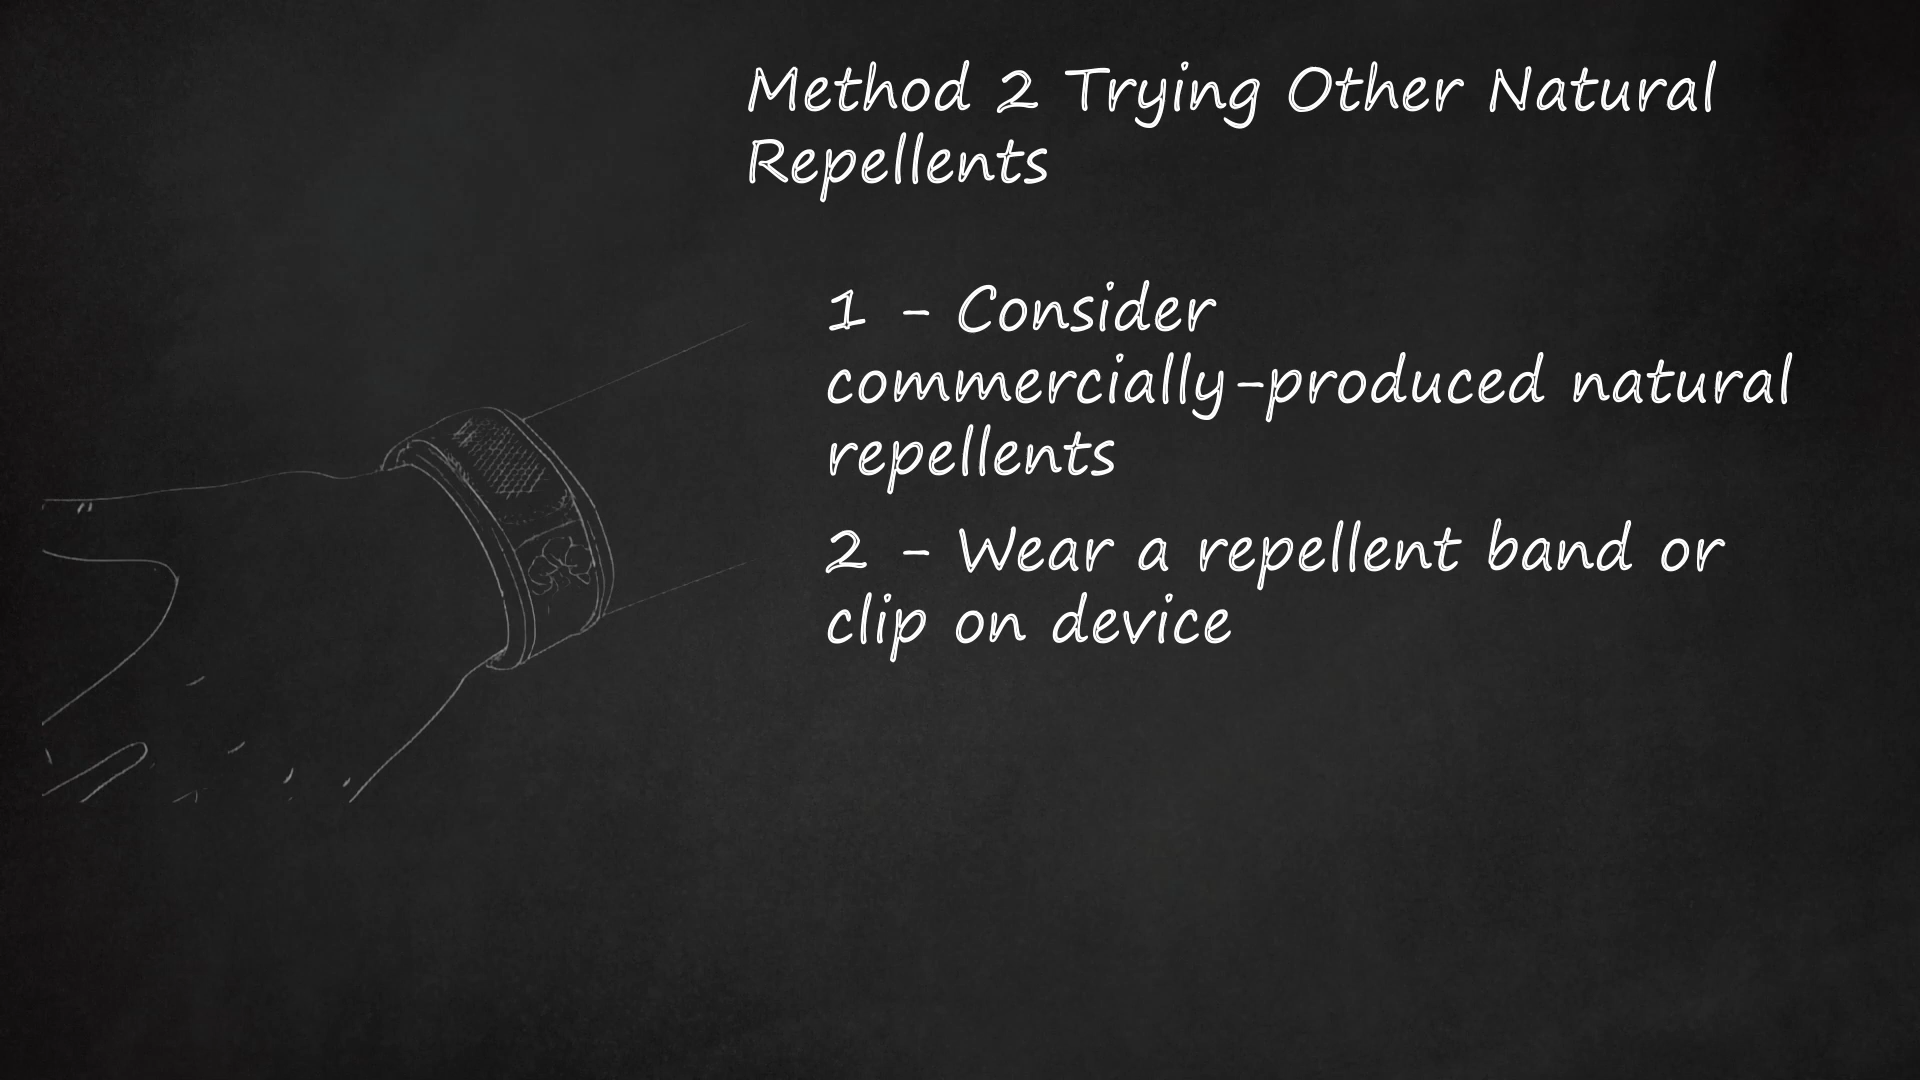 Method 2 Trying Other Natural
Repellents
1 - Consider
commercially-produced natural
repellents
2 - Wear a repellent band or
clip on device